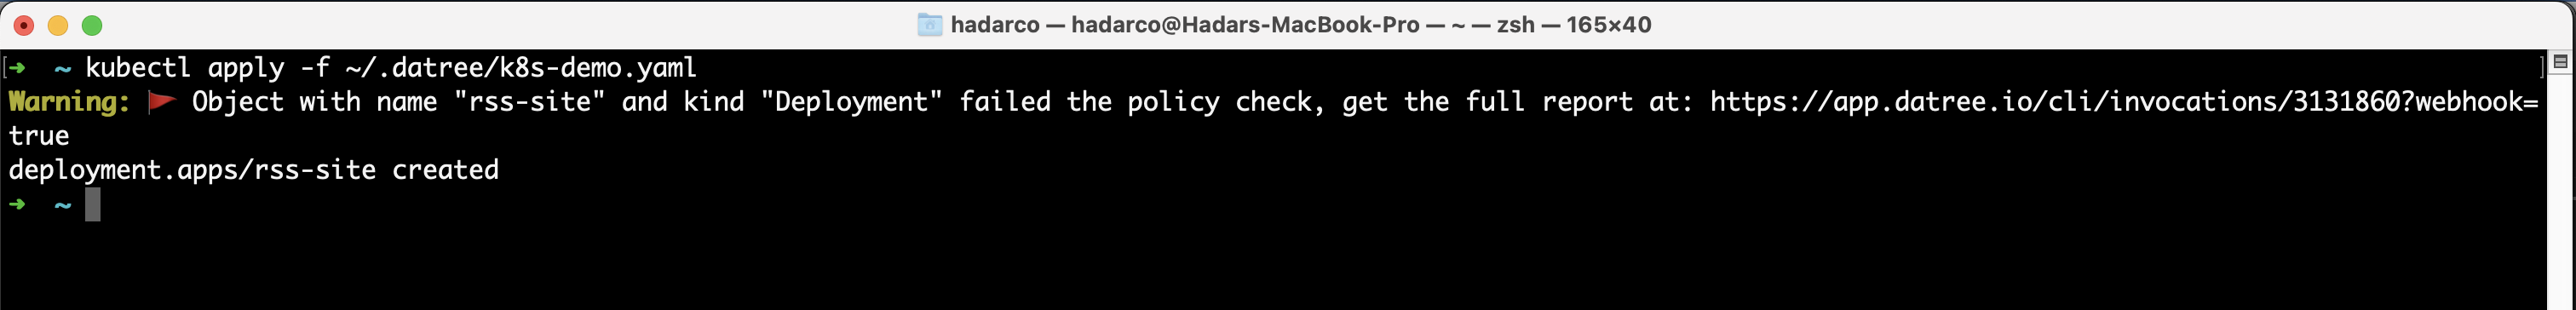 hadarco — hadarco@Hadars-MacBook-Pro — ~ — zsh — 165×40
[➜  ~ kubectl apply -f ~/.datree/k8s-demo.yaml ]
Warning: 🚩 Object with name "rss-site" and kind "Deployment" failed the policy check, get the full report at: https://app.datree.io/cli/invocations/3131860?webhook=
true
deployment.apps/rss-site created
➜  ~